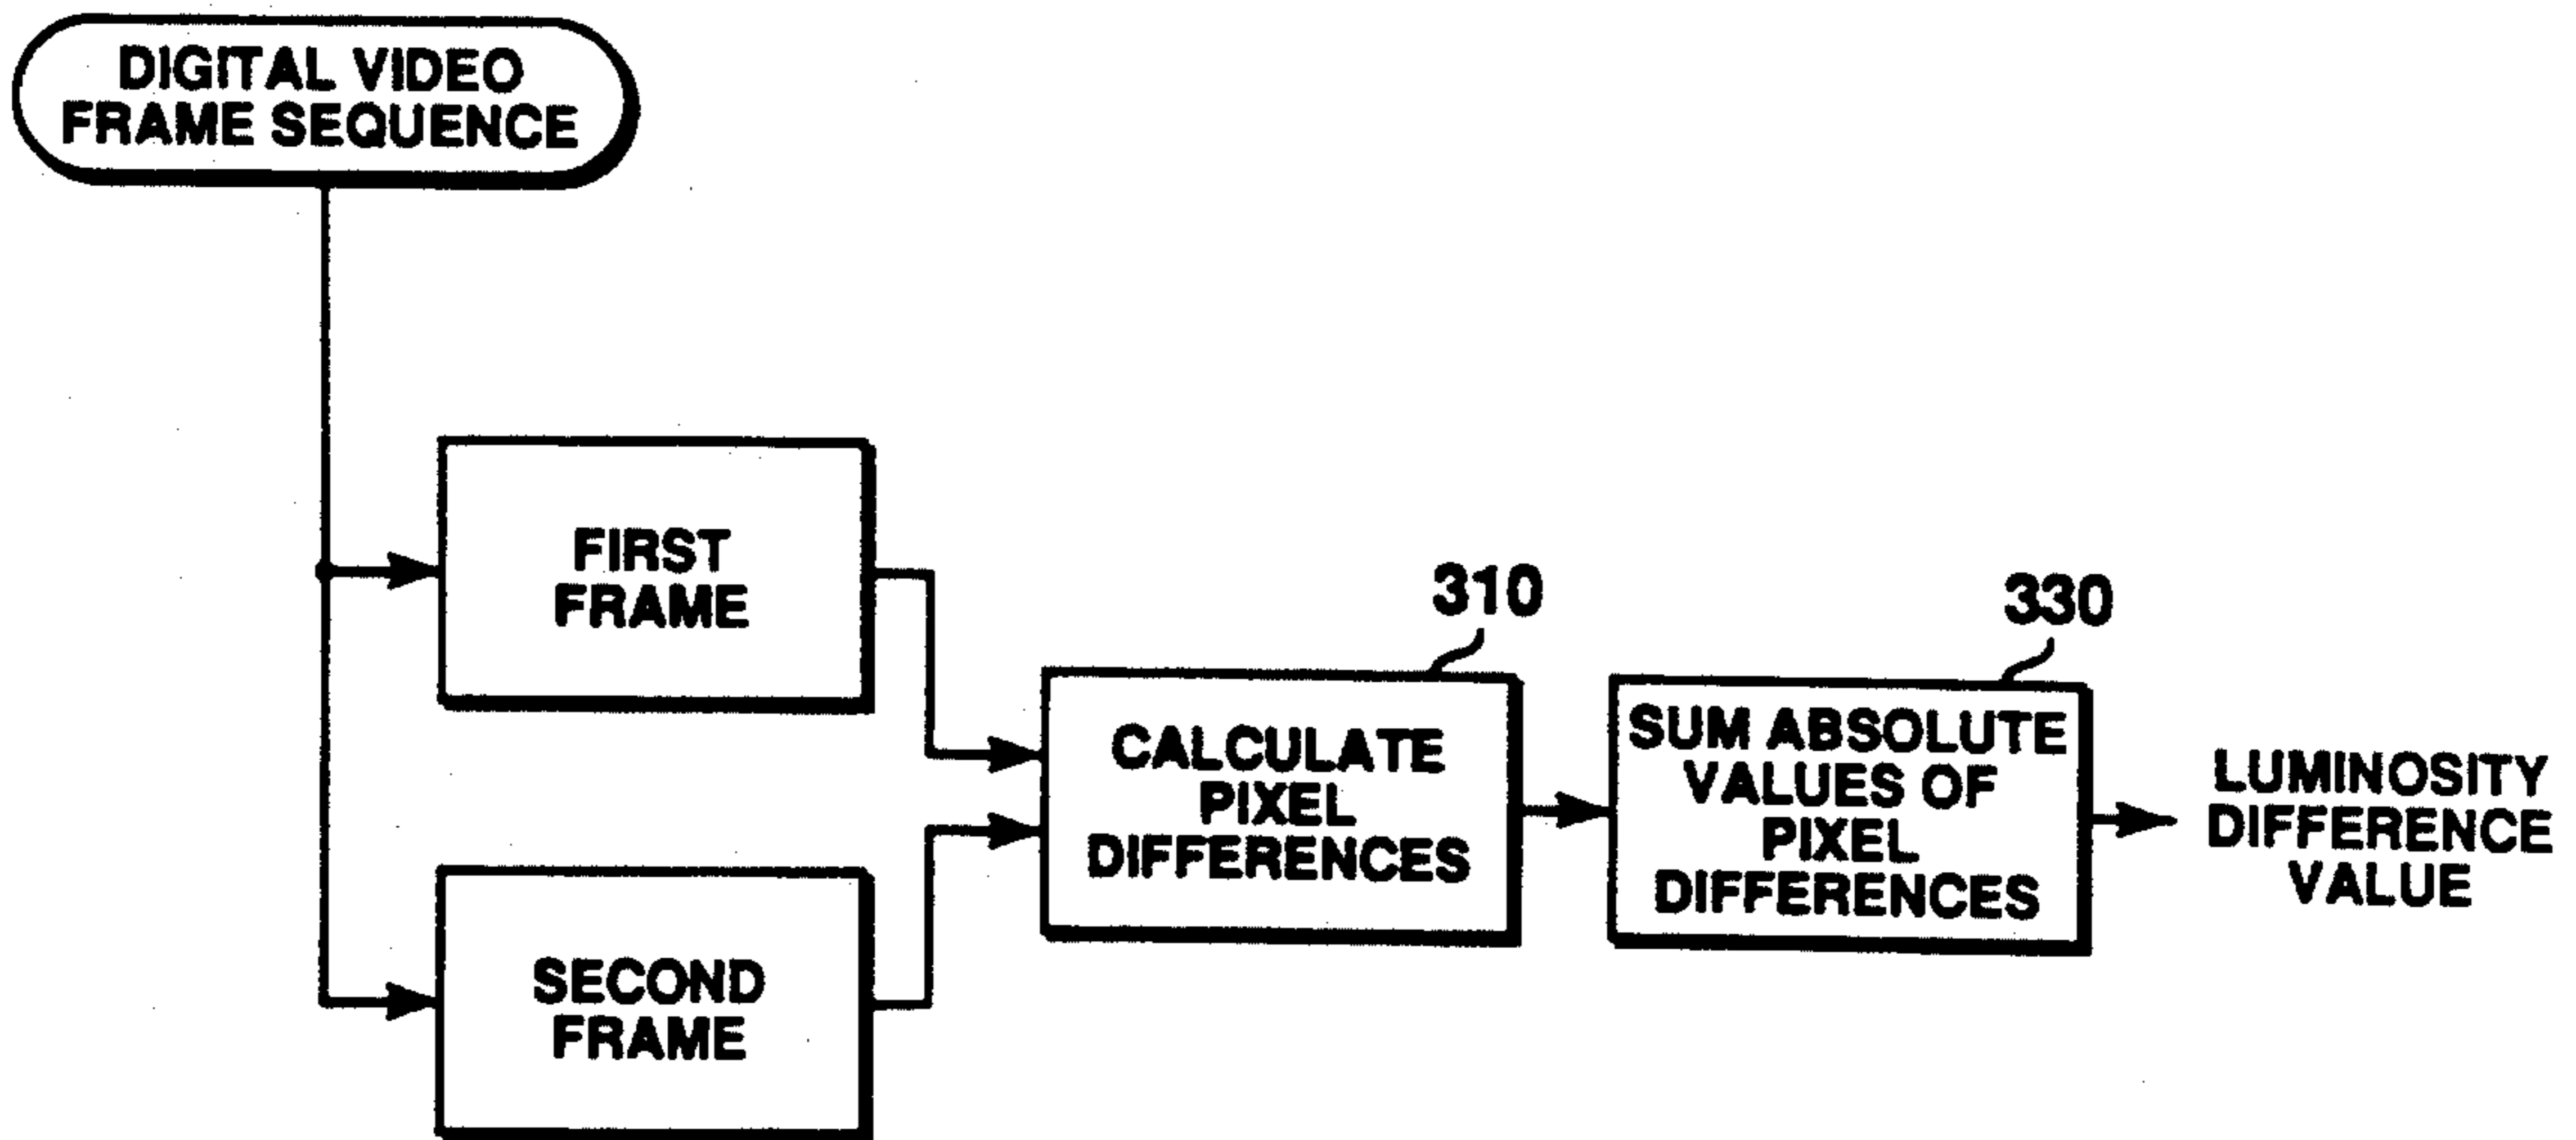 DIGITAL VIDEO
FRAME SEQUENCE
FIRST
FRAME
SECOND
FRAME
310
CALCULATE
PIXEL
DIFFERENCES
330
SUM ABSOLUTE
VALUES OF
PIXEL
DIFFERENCES
LUMINOSITY
DIFFERENCE
VALUE